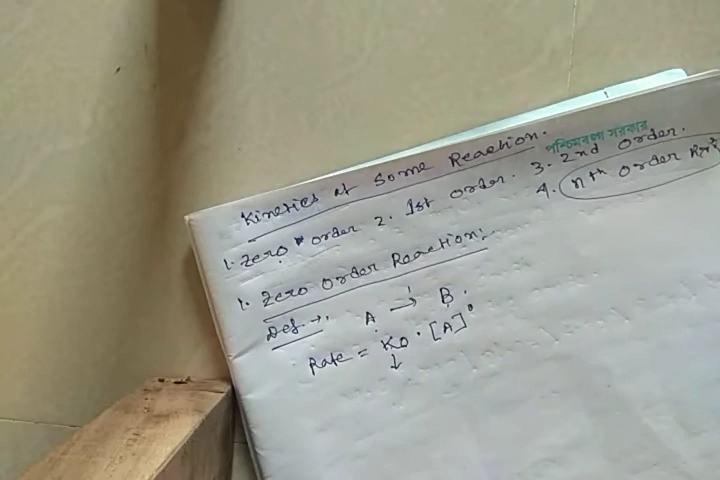 Kinetics of Some Reaction.
পশ্চিমবঙ্গ সরকার
1. Zero order 2. 1st order. 3. 2nd order.
4. nth order Rxn
1. Zero Order Reaction:-
Def. →. A → B.
Rate = K0 · [A]⁰
↓